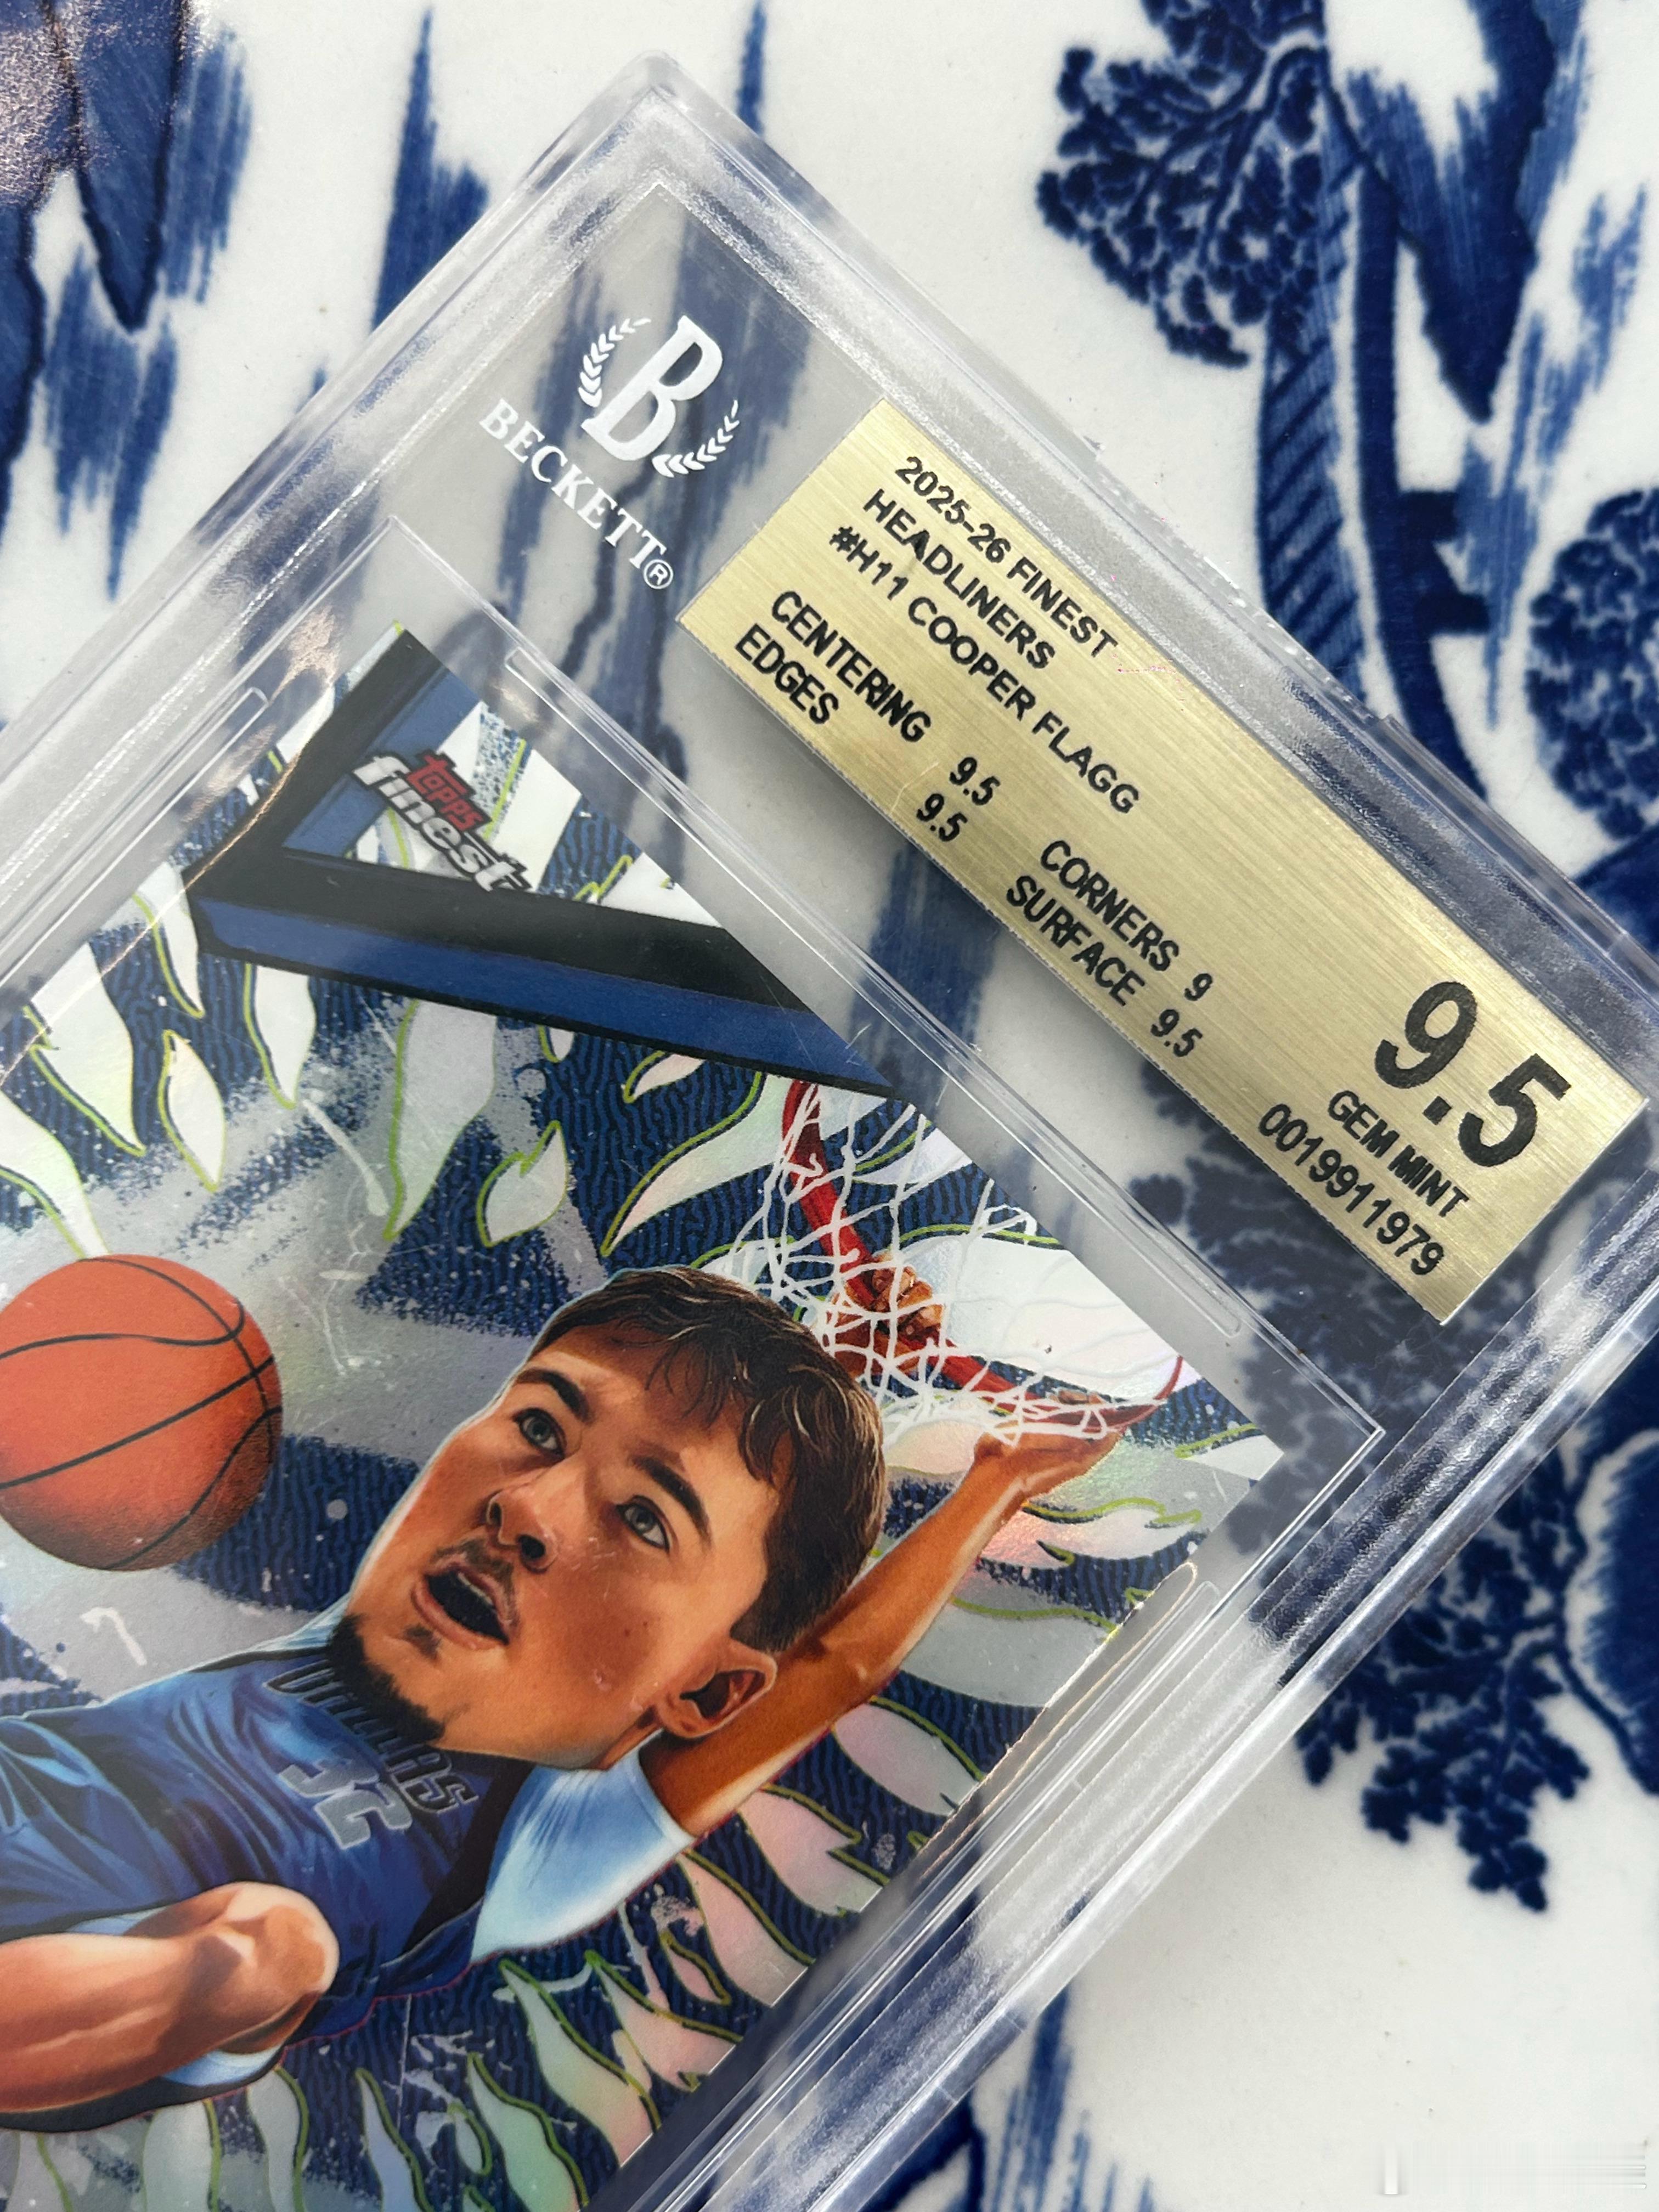 B
BECKETT®
2025-26 FINEST
HEADLINERS
#H11 COOPER FLAGG
CENTERING 9.5 CORNERS 9
EDGES 9.5 SURFACE 9.5
9.5
GEM MINT
0019911979
topps
finest
DALLAS
32